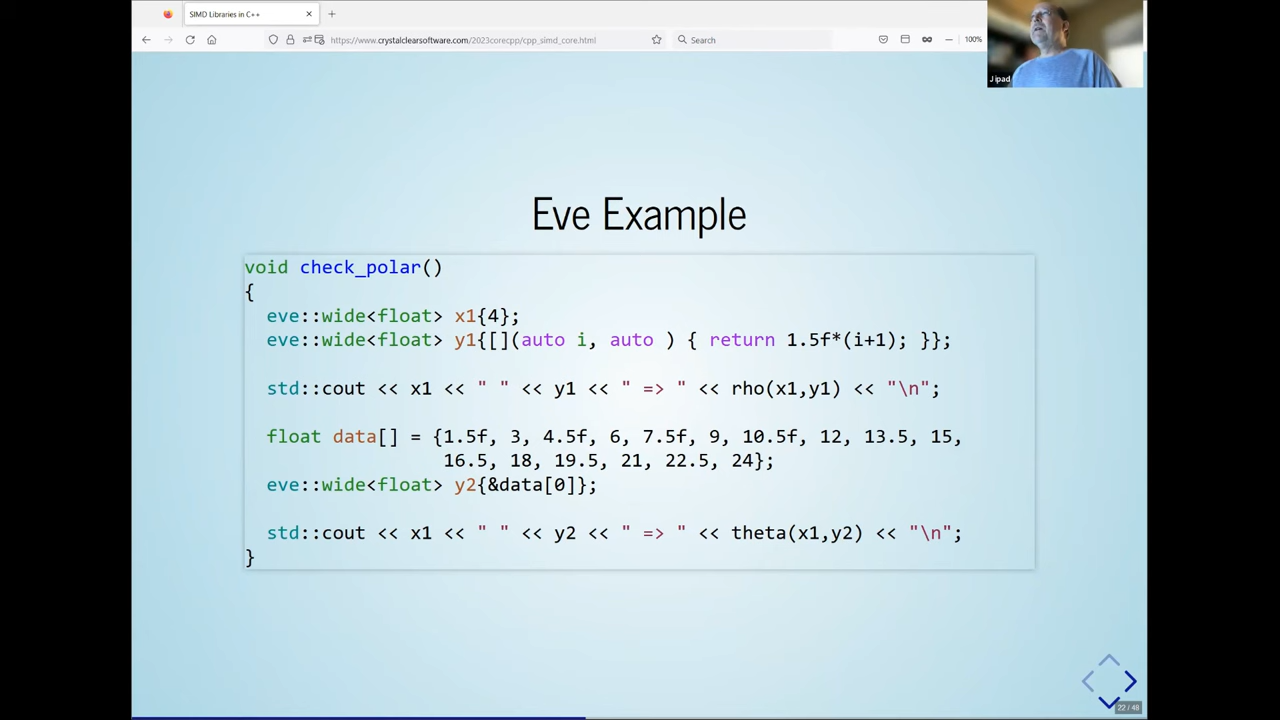 SIMD Libraries in C++
https://www.crystalclearsoftware.com/2023corecpp/cpp_simd_core.html
Search
100%
J ipad
Eve Example
void check_polar()
{
eve::wide<float> x1{4};
eve::wide<float> y1{[](auto i, auto ) { return 1.5f*(i+1); }};
std::cout << x1 << " " << y1 << " => " << rho(x1,y1) << "\n";
float data[] = {1.5f, 3, 4.5f, 6, 7.5f, 9, 10.5f, 12, 13.5, 15,
16.5, 18, 19.5, 21, 22.5, 24};
eve::wide<float> y2{&data[0]};
std::cout << x1 << " " << y2 << " => " << theta(x1,y2) << "\n";
}
22 / 48